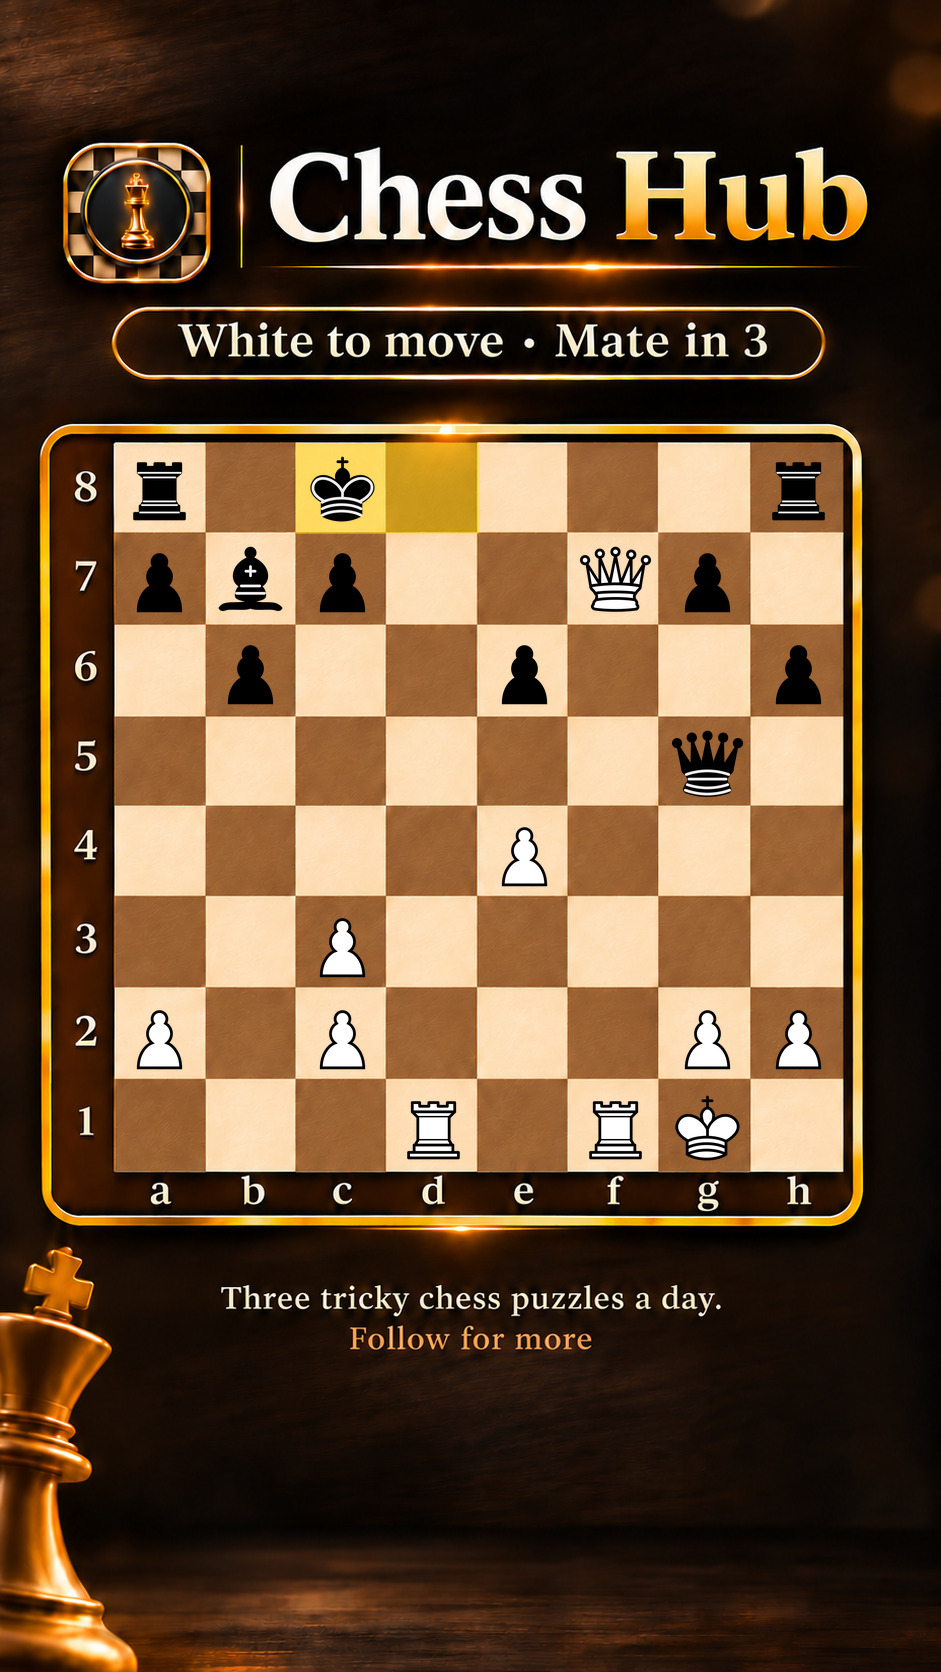 Chess Hub
White to move • Mate in 3
8
7
6
5
4
3
2
1
a b c d e f g h
Three tricky chess puzzles a day.
Follow for more